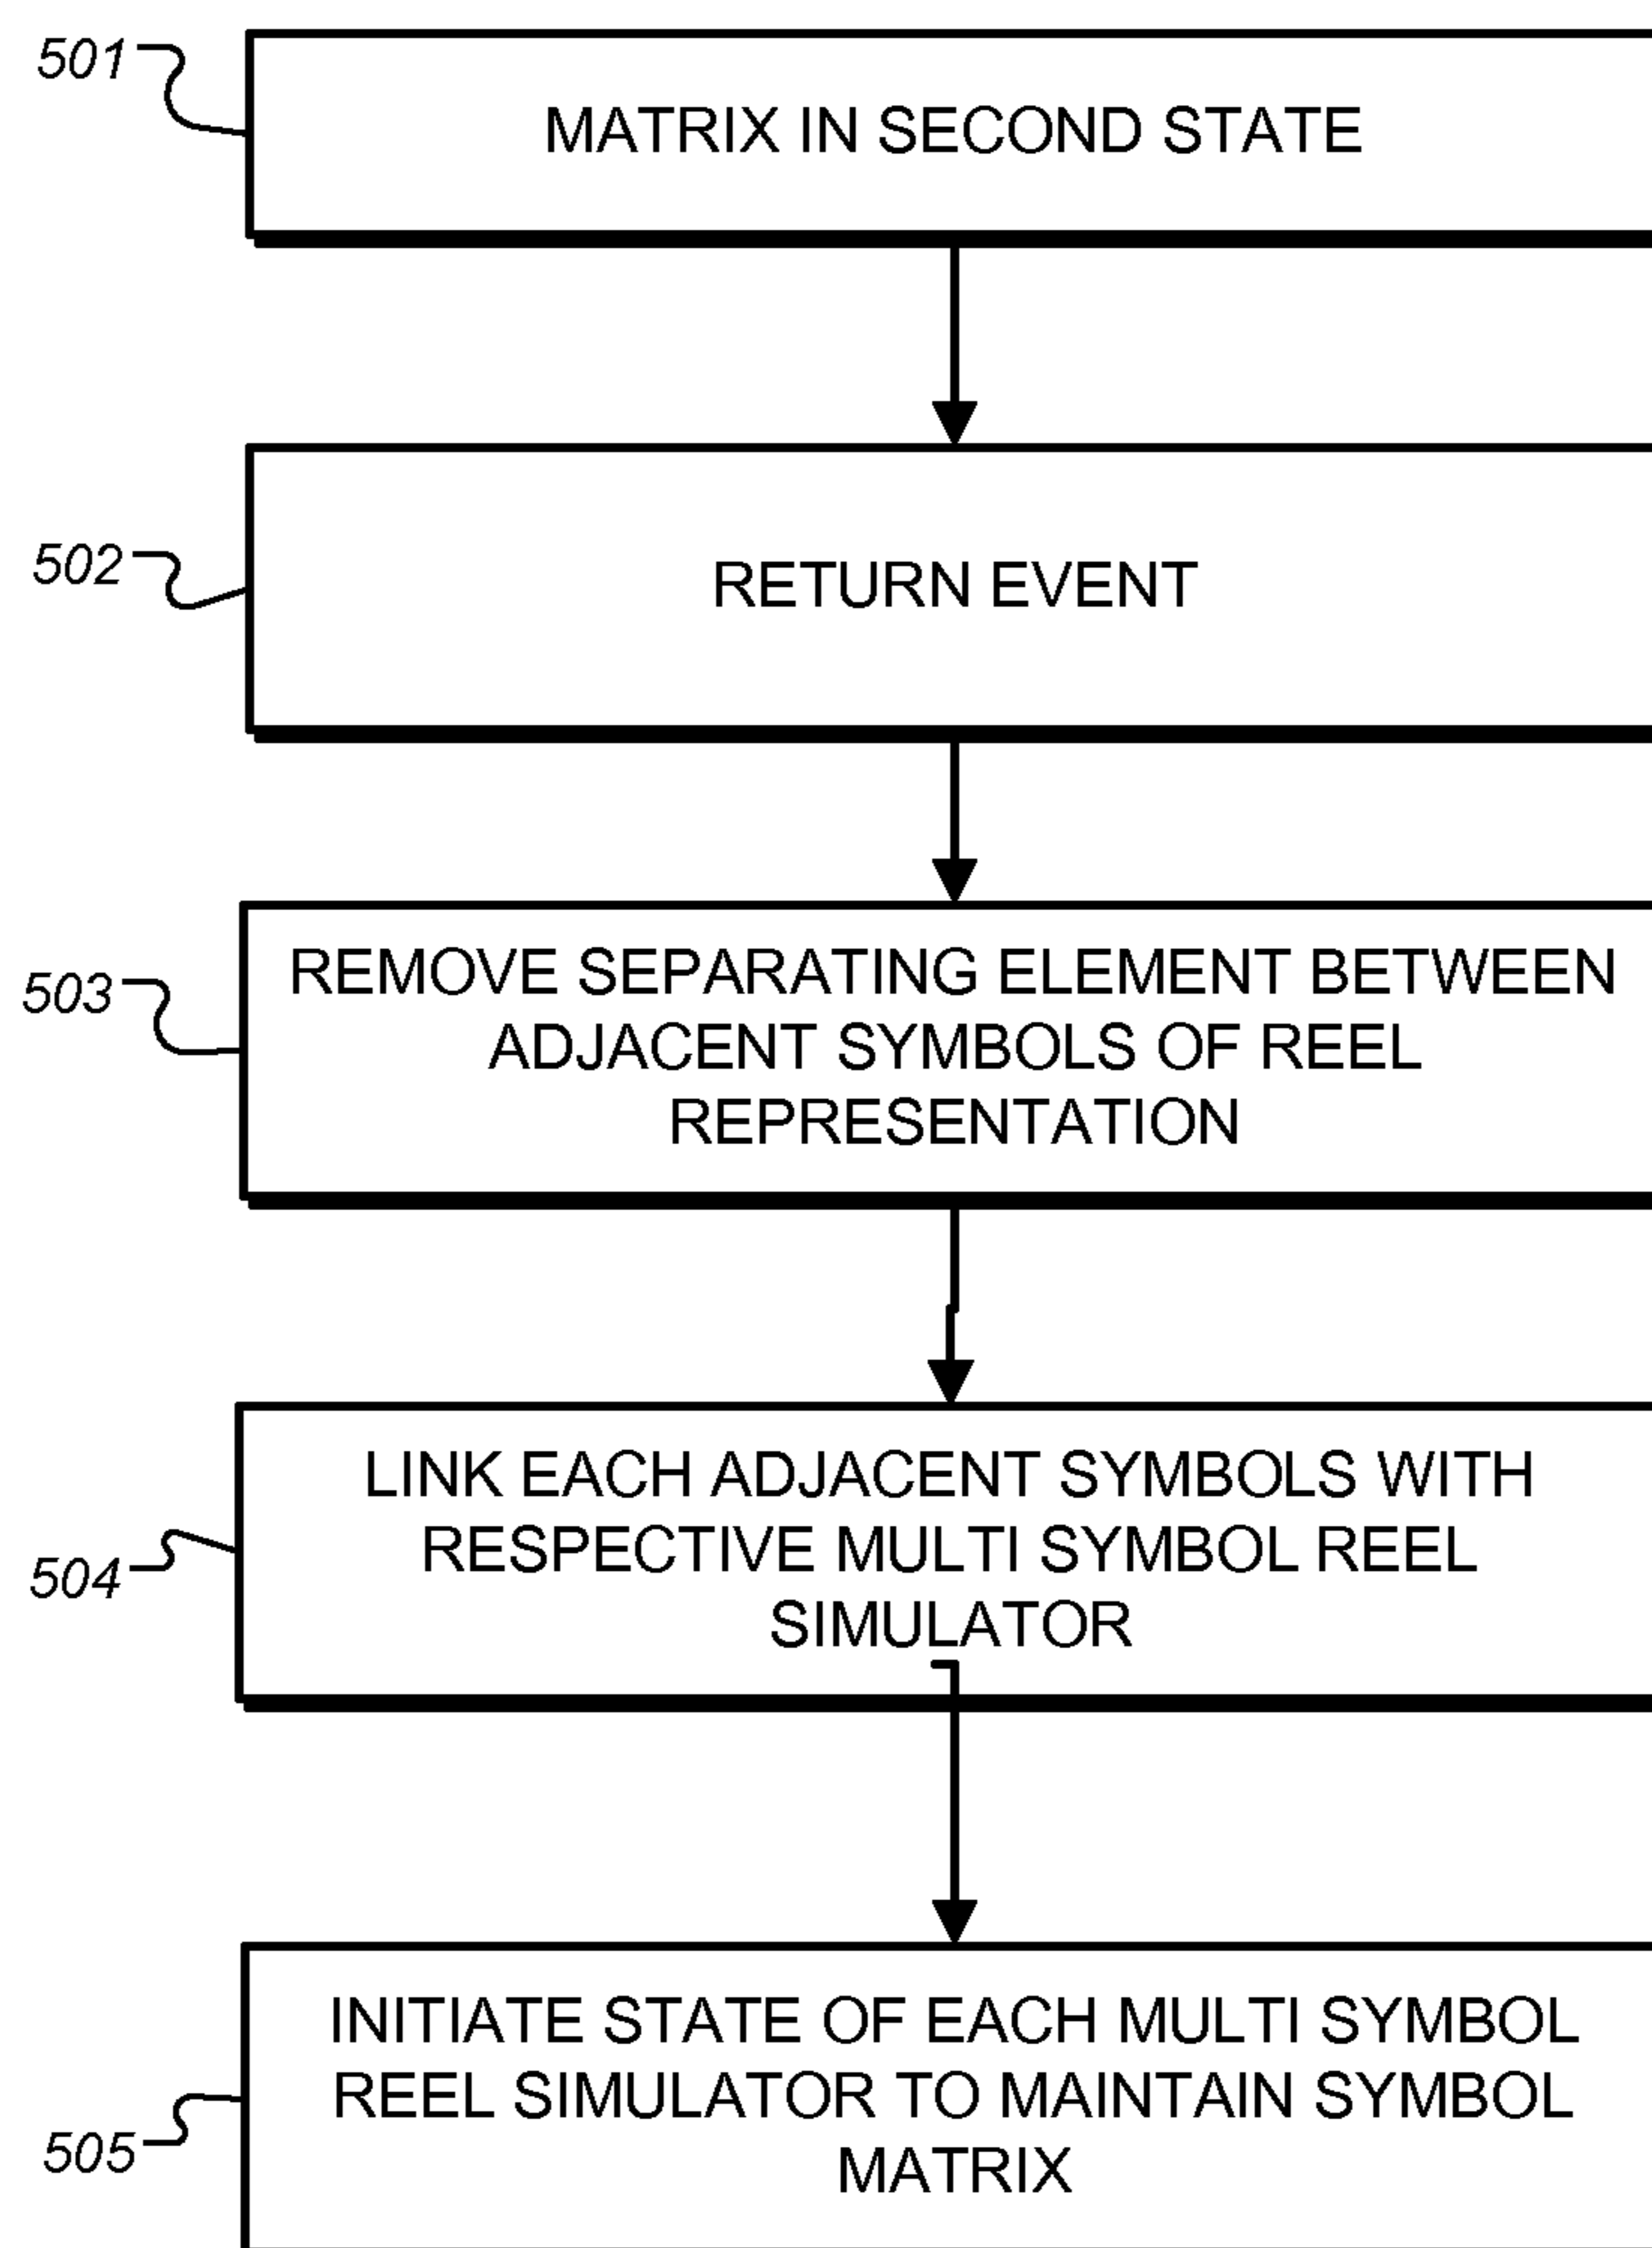 501
MATRIX IN SECOND STATE
502
RETURN EVENT
503
REMOVE SEPARATING ELEMENT BETWEEN
ADJACENT SYMBOLS OF REEL
REPRESENTATION
504
LINK EACH ADJACENT SYMBOLS WITH
RESPECTIVE MULTI SYMBOL REEL
SIMULATOR
505
INITIATE STATE OF EACH MULTI SYMBOL
REEL SIMULATOR TO MAINTAIN SYMBOL
MATRIX